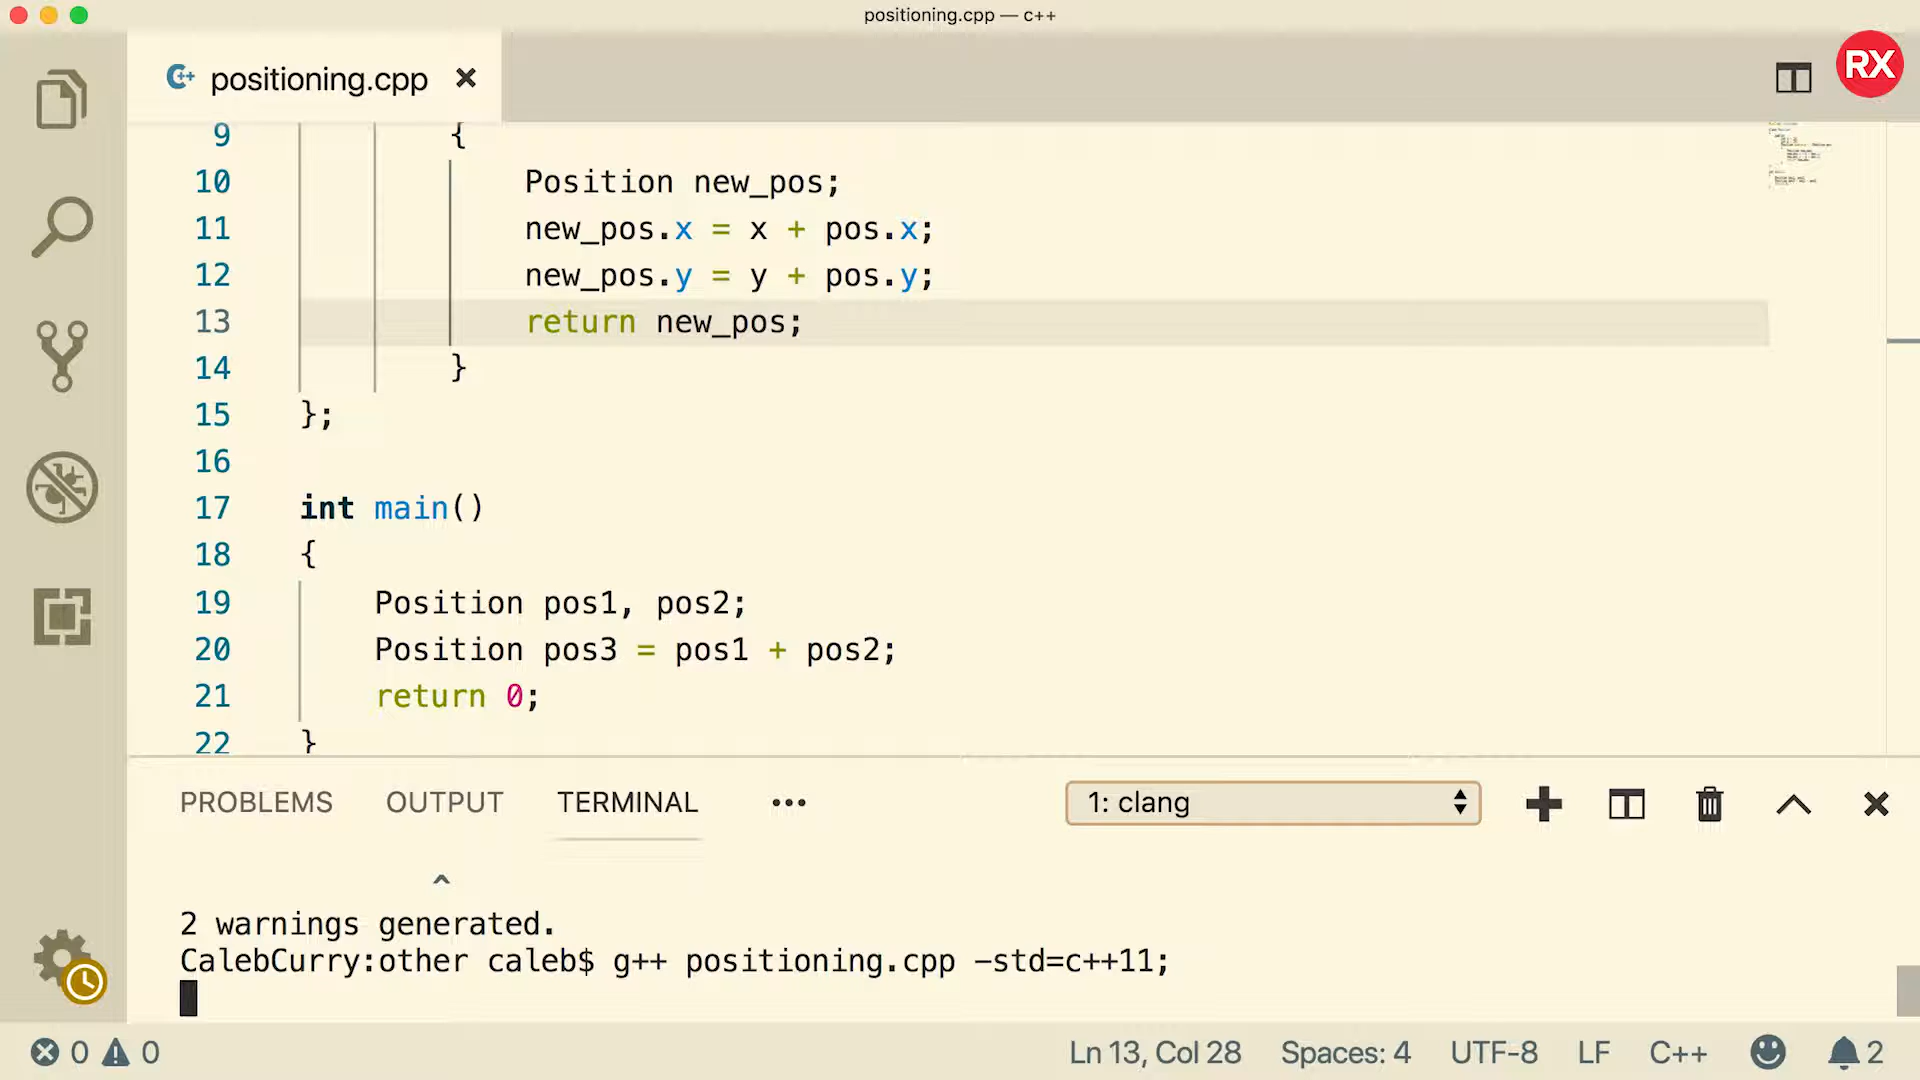 positioning.cpp — c++
positioning.cpp
RX
9 {
10 Position new_pos;
11 new_pos.x = x + pos.x;
12 new_pos.y = y + pos.y;
13 return new_pos;
14 }
15 };
16
17 int main()
18 {
19 Position pos1, pos2;
20 Position pos3 = pos1 + pos2;
21 return 0;
22 }
PROBLEMS OUTPUT TERMINAL ••• 1: clang
^
2 warnings generated.
CalebCurry:other caleb$ g++ positioning.cpp -std=c++11;
0 0 Ln 13, Col 28 Spaces: 4 UTF-8 LF C++ 2